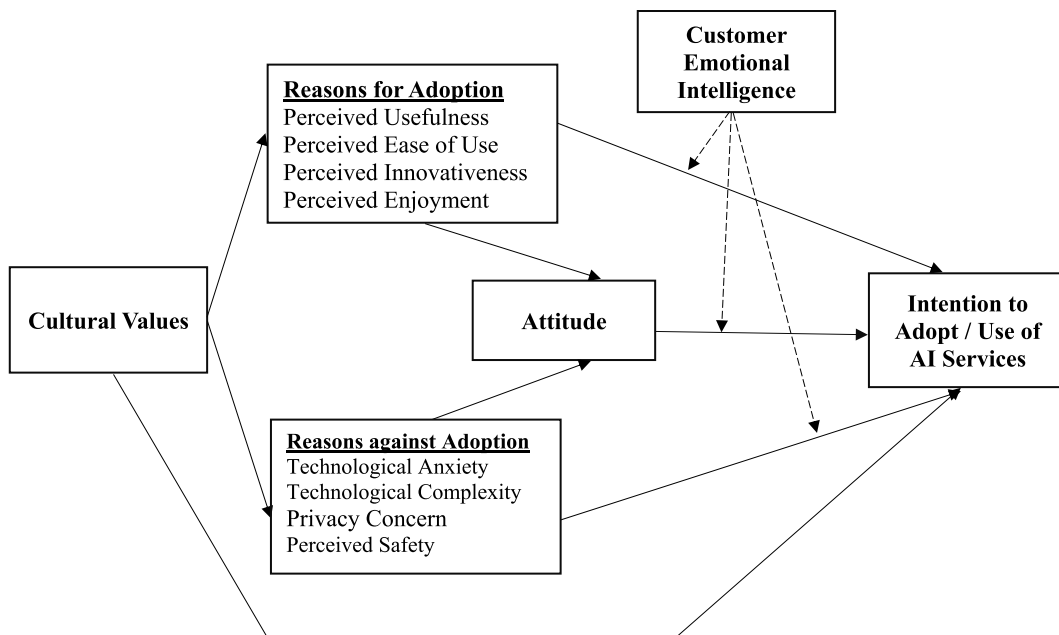 Customer
Emotional
Intelligence
Reasons for Adoption
Perceived Usefulness
Perceived Ease of Use
Perceived Innovativeness
Perceived Enjoyment
Cultural Values
Attitude
Intention to
Adopt / Use of
AI Services
Reasons against Adoption
Technological Anxiety
Technological Complexity
Privacy Concern
Perceived Safety